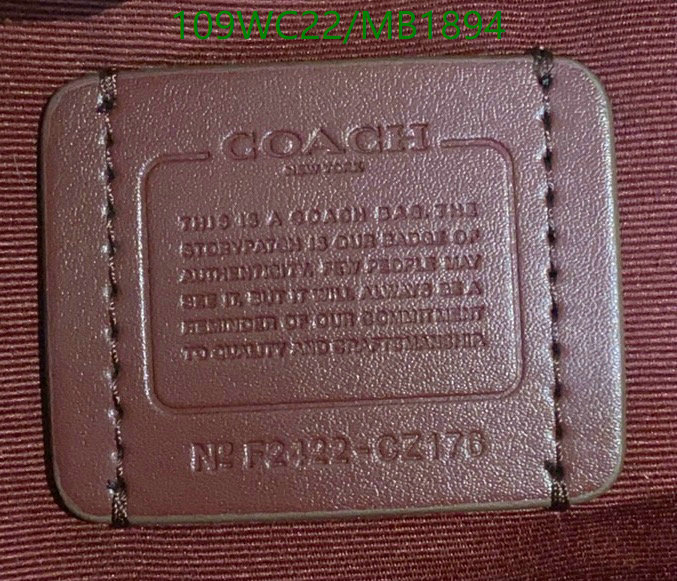 109WC22/MB1894
COACH
NEW YORK
THIS IS A COACH BAG. THE
STORYPATCH IS OUR BADGE OF
AUTHENTICITY. FEW PEOPLE MAY
SEE IT, BUT IT WILL ALWAYS BE A
REMINDER OF OUR COMMITMENT
TO QUALITY AND CRAFTSMANSHIP.
Nº F2422-CZ176